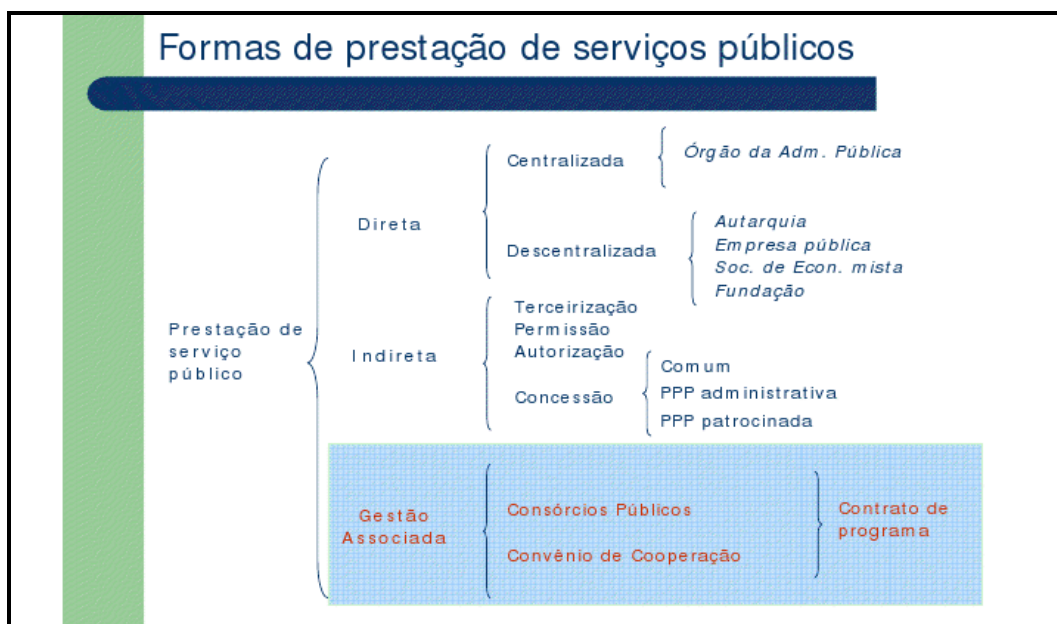 Formas de prestação de serviços públicos
Prestação de
serviço
público
Direta
Centralizada
Órgão da Adm. Pública
Descentralizada
Autarquia
Empresa pública
Soc. de Econ. mista
Fundação
Indireta
Terceirização
Permissão
Autorização
Concessão
Comum
PPP administrativa
PPP patrocinada
Gestão
Associada
Consórcios Públicos
Convênio de Cooperação
Contrato de
programa